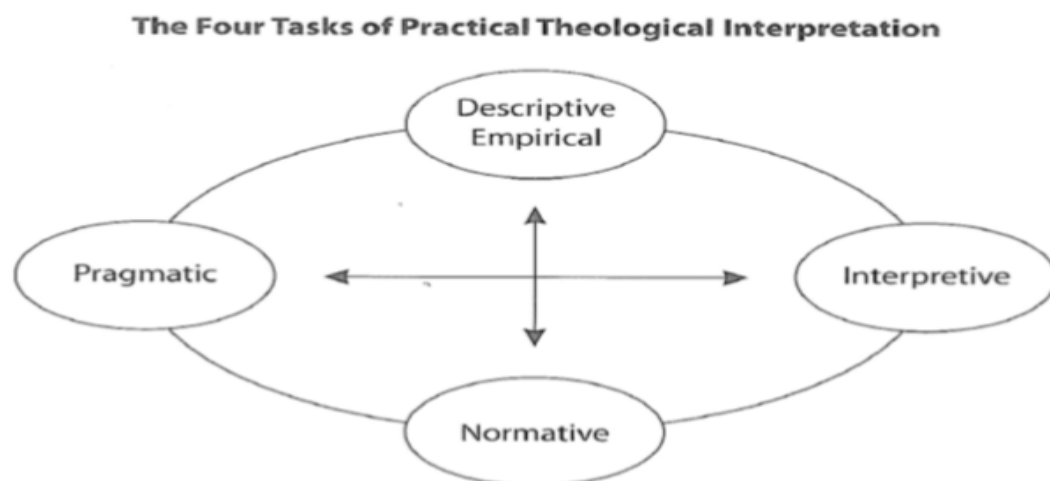 The Four Tasks of Practical Theological Interpretation
Descriptive
Empirical
Pragmatic
Interpretive
Normative